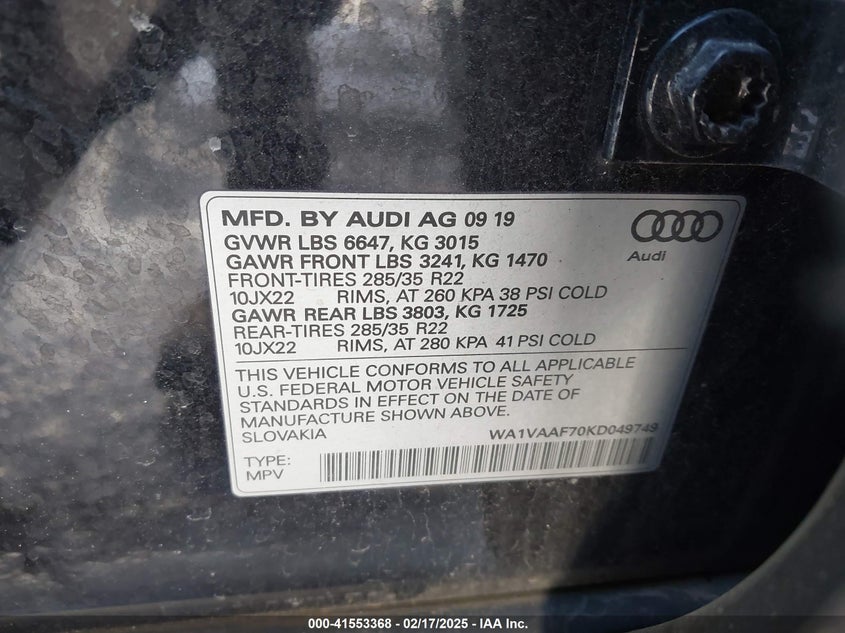 MFD. BY AUDI AG 09 19
GVWR LBS 6647, KG 3015
GAWR FRONT LBS 3241, KG 1470
FRONT-TIRES 285/35 R22
10JX22 RIMS, AT 260 KPA 38 PSI COLD
GAWR REAR LBS 3803, KG 1725
REAR-TIRES 285/35 R22
10JX22 RIMS, AT 280 KPA 41 PSI COLD
Audi
THIS VEHICLE CONFORMS TO ALL APPLICABLE
U.S. FEDERAL MOTOR VEHICLE SAFETY
STANDARDS IN EFFECT ON THE DATE OF
MANUFACTURE SHOWN ABOVE.
SLOVAKIA WA1VAAF70KD049749
TYPE:
MPV
000-41553368 - 02/17/2025 - IAA Inc.